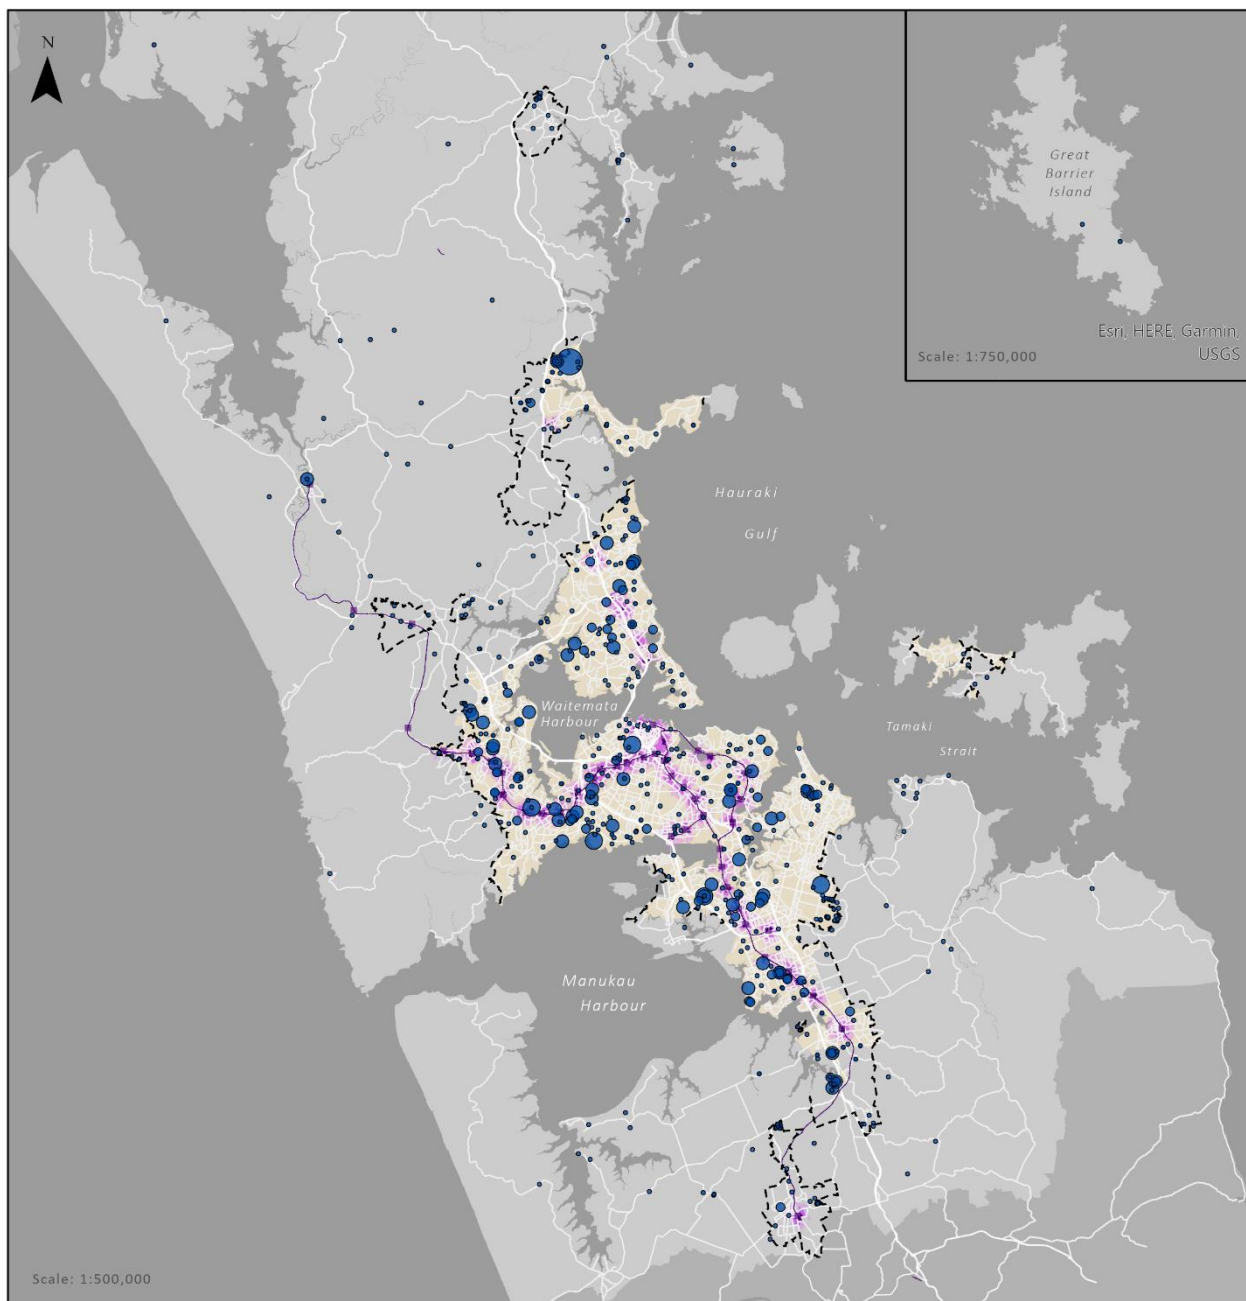 N
Great
Barrier
Island
Esri, HERE, Garmin,
USGS
Scale: 1:750,000
Hauraki
Gulf
Waitemata
Harbour
Tamaki
Strait
Manukau
Harbour
Scale: 1:500,000